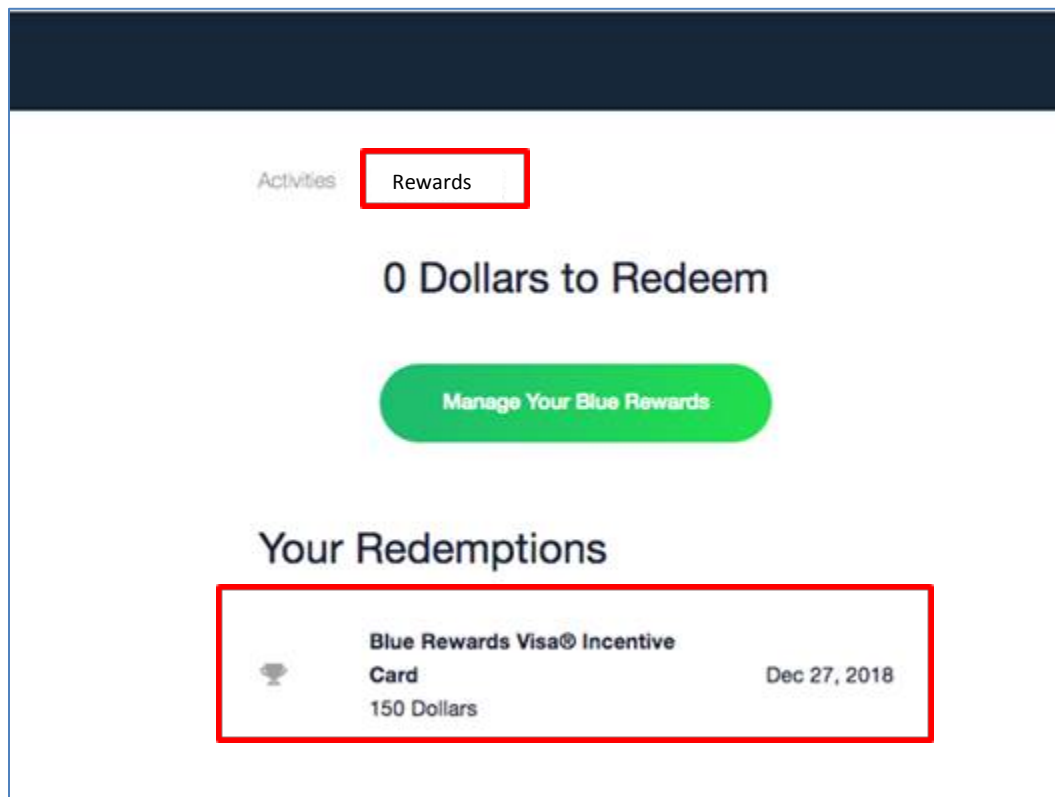 Activities Rewards
0 Dollars to Redeem
Manage Your Blue Rewards
Your Redemptions
Blue Rewards Visa® Incentive
Card Dec 27, 2018
150 Dollars